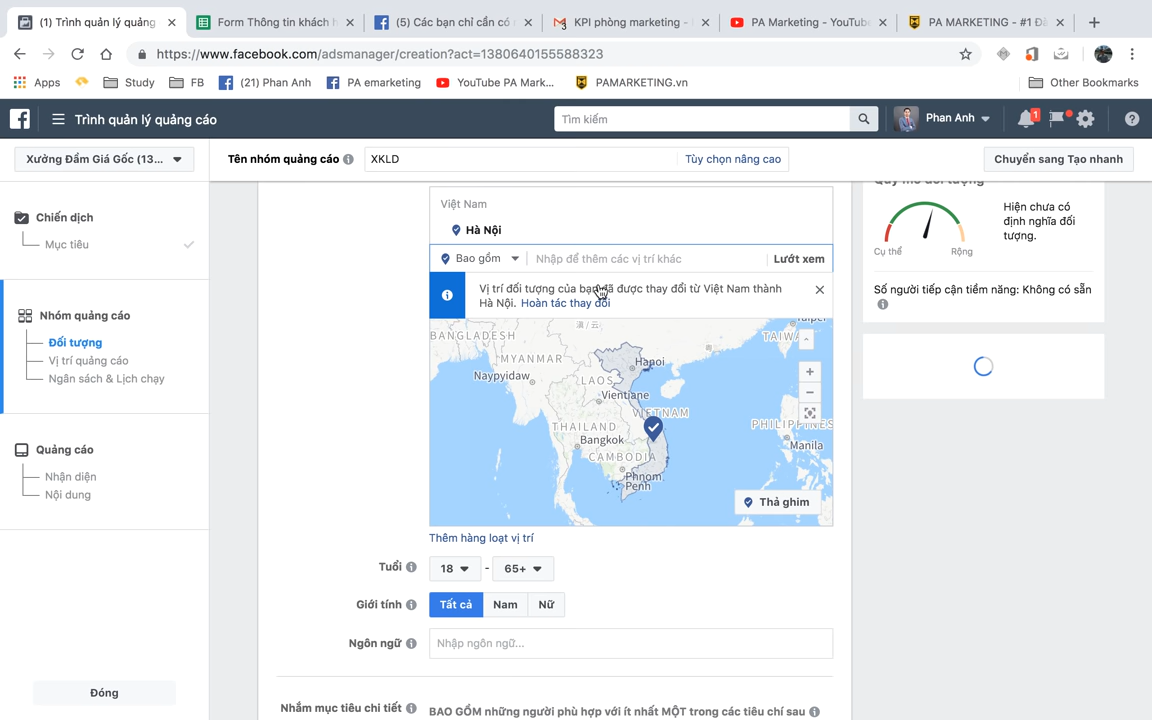 (1) Trình quản lý quảng
Form Thông tin khách h
(5) Các bạn chỉ cần có
KPI phòng marketing -
PA Marketing - YouTube
PA MARKETING - #1 Đà
https://www.facebook.com/adsmanager/creation?act=1380640155588323
Apps
Study
FB
(21) Phan Anh
PA emarketing
YouTube PA Mark...
PAMARKETING.vn
Other Bookmarks
Trình quản lý quảng cáo
Tìm kiếm
Phan Anh
1
Xưởng Đầm Giá Gốc (13...
Tên nhóm quảng cáo
XKLD
Tùy chọn nâng cao
Chuyển sang Tạo nhanh
Chiến dịch
Mục tiêu
Nhóm quảng cáo
Đối tượng
Vị trí quảng cáo
Ngân sách & Lịch chạy
Quảng cáo
Nhận diện
Nội dung
Đóng
Việt Nam
Hà Nội
Bao gồm
Nhập để thêm các vị trí khác
Lướt xem
Vị trí đối tượng của bạn đã được thay đổi từ Việt Nam thành
Hà Nội. Hoàn tác thay đổi
BANGLADESH
滇/云
Taipei
TAIWA
MYANMAR
Hanoi
Naypyidaw
LAOS
Vientiane
VIETNAM
THAILAND
PHILIPPINES
Bangkok
Manila
CAMBODIA
Phnom
Penh
Thả ghim
Thêm hàng loạt vị trí
Tuổi
18
-
65+
Giới tính
Tất cả
Nam
Nữ
Ngôn ngữ
Nhập ngôn ngữ...
Nhắm mục tiêu chi tiết
BAO GỒM những người phù hợp với ít nhất MỘT trong các tiêu chí sau
Quy mô đối tượng
Hiện chưa có
định nghĩa đối
tượng.
Cụ thể
Rộng
Số người tiếp cận tiềm năng: Không có sẵn